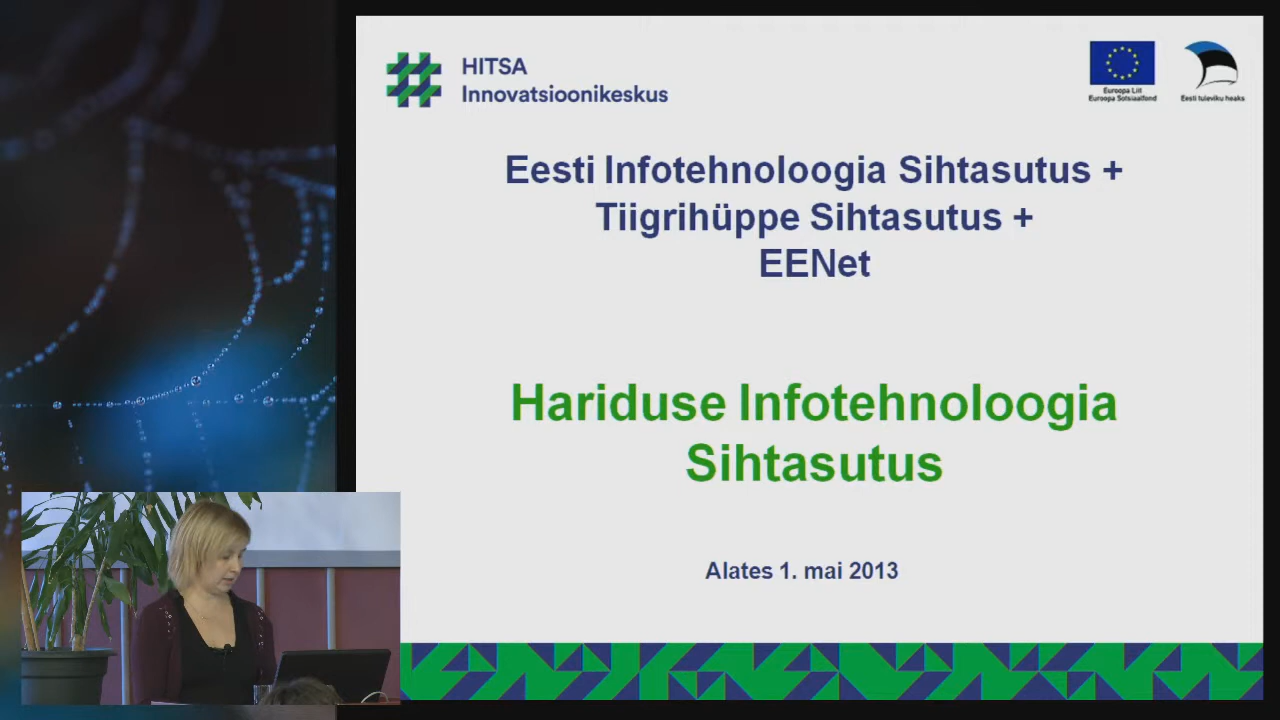 HITSA
Innovatsioonikeskus
Euroopa Liit
Euroopa Sotsiaalfond
Eesti tuleviku heaks
Eesti Infotehnoloogia Sihtasutus +
Tiigrihüppe Sihtasutus +
EENet
Hariduse Infotehnoloogia
Sihtasutus
Alates 1. mai 2013